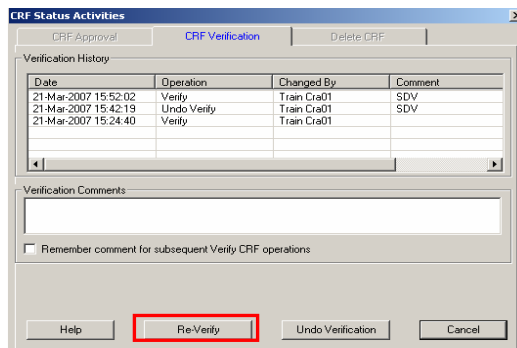 CRF Status Activities
CRF Approval CRF Verification Delete CRF
Verification History
Date Operation Changed By Comment
21-Mar-2007 15:52:02 Verify Train Cra01 SDV
21-Mar-2007 15:42:19 Undo Verify Train Cra01 SDV
21-Mar-2007 15:24:40 Verify Train Cra01
Verification Comments
Remember comment for subsequent Verify CRF operations
Help Re-Verify Undo Verification Cancel